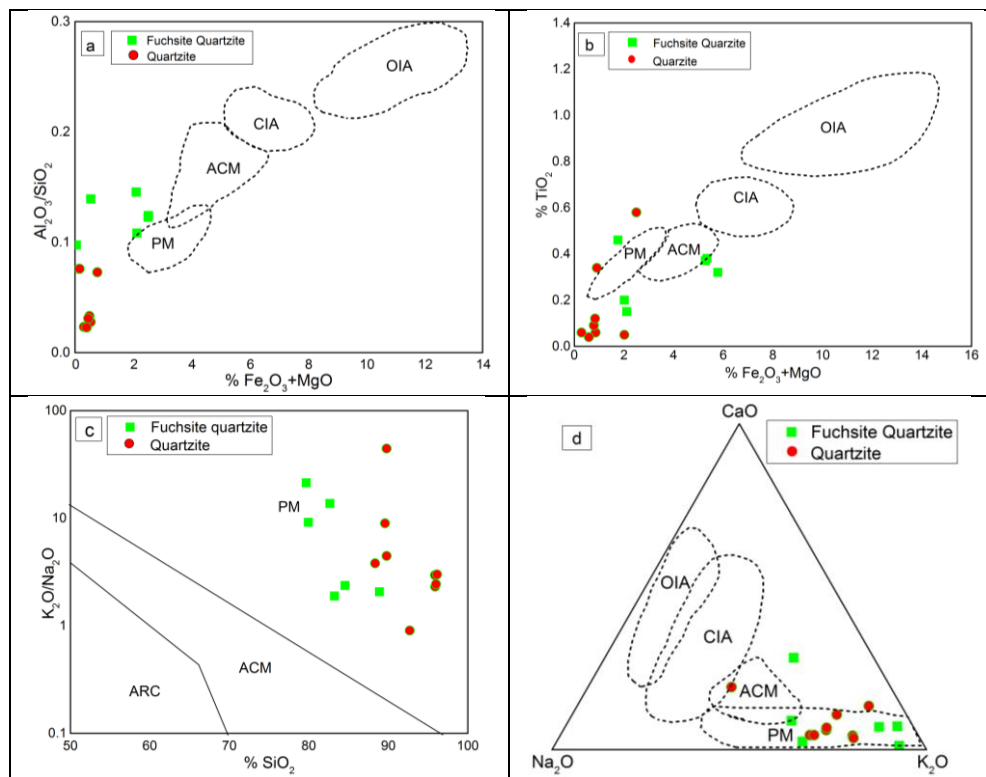 a
Fuchsite Quartzite
Quartzite
0.3
0.2
0.1
0.0
Al₂O₃/SiO₂
OIA
CIA
ACM
PM
0 2 4 6 8 10 12 14
% Fe₂O₃+MgO
b
Fuchsite Quarzite
Quarzite
1.4
1.2
1.0
0.8
0.6
0.4
0.2
0.0
% TiO₂
OIA
CIA
PM
ACM
0 2 4 6 8 10 12 14 16
% Fe₂O₃+MgO
c
Fuchsite quartzite
Quartzite
100
10
1
0.1
K₂O/Na₂O
PM
ACM
ARC
50 60 70 80 90 100
% SiO₂
d
CaO
Fuchsite Quartzite
Quartzite
OIA
CIA
ACM
PM
Na₂O
K₂O